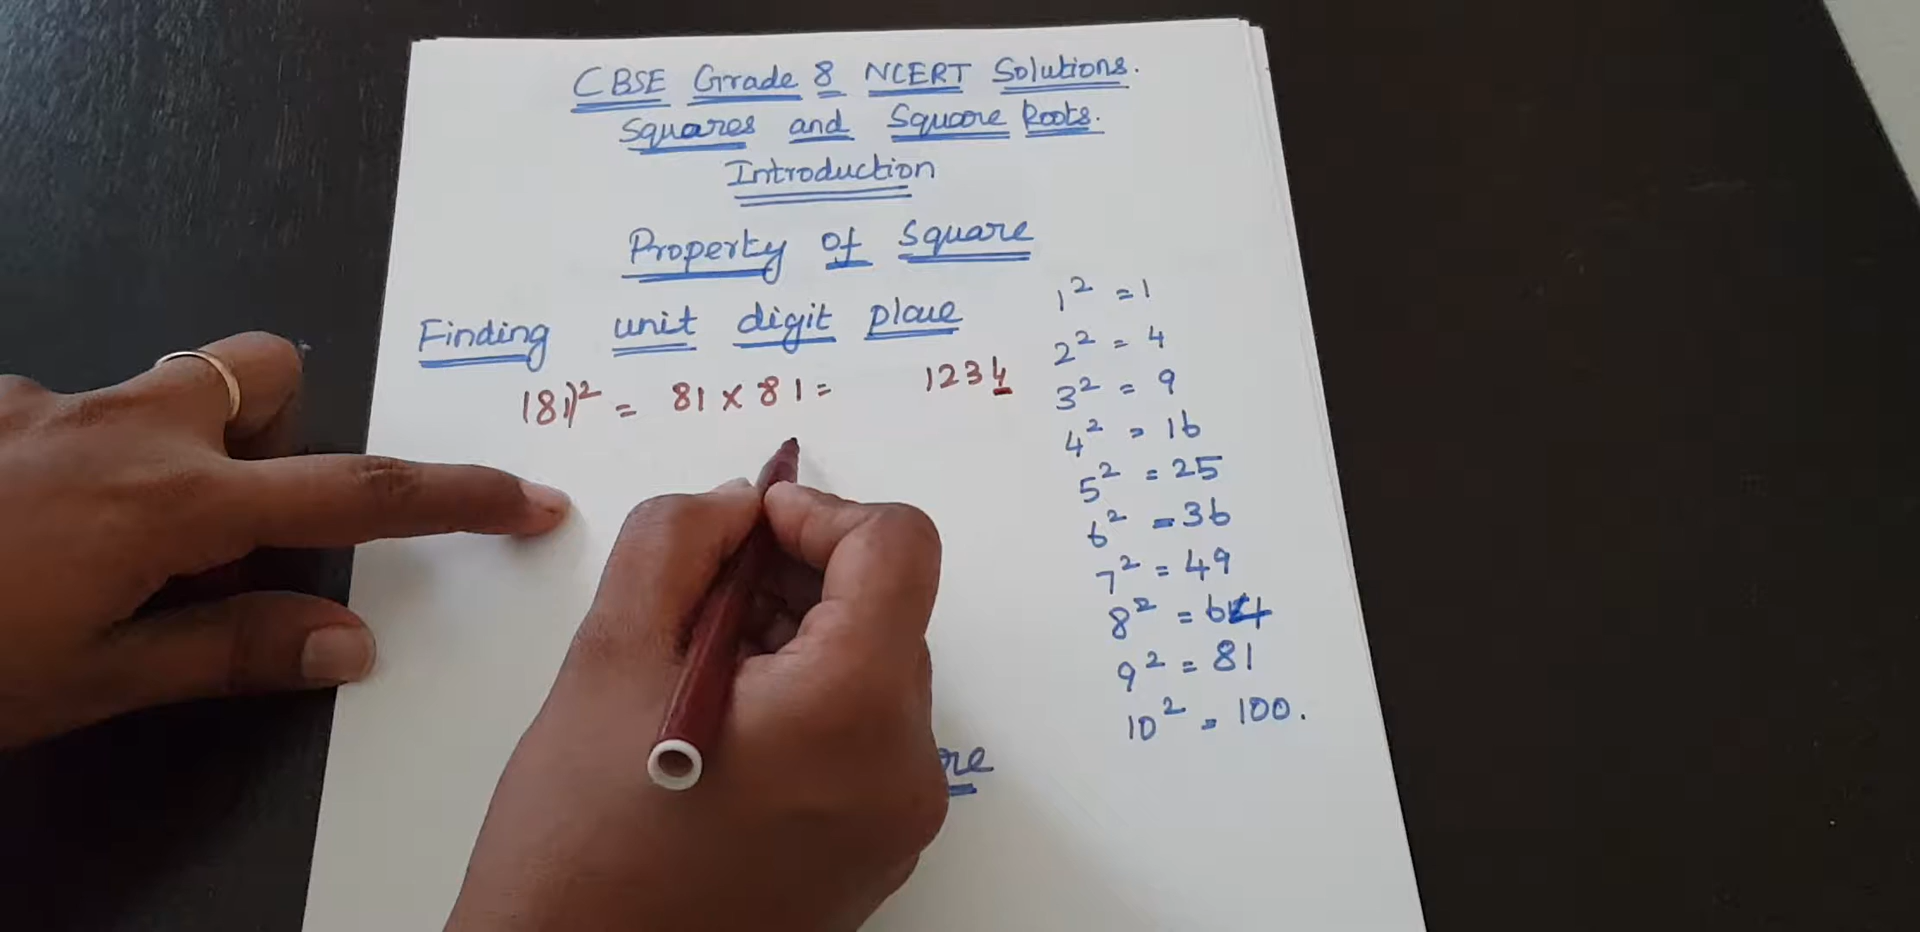 CBSE Grade 8 NCERT Solutions.
Squares and Square Roots.
Introduction
Property of Square
Finding unit digit place
(81)² = 81 x 81 =
1234
1² = 1
2² = 4
3² = 9
4² = 16
5² = 25
6² = 36
7² = 49
8² = 64
9² = 81
10² = 100.